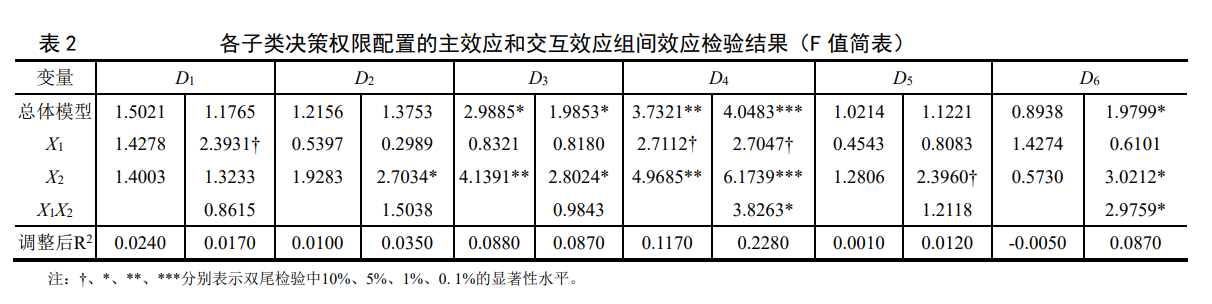 表 2 各子类决策权限配置的主效应和交互效应组间效应检验结果（F 值简表）
变量 D1 D2 D3 D4 D5 D6
总体模型 1.5021 1.1765 1.2156 1.3753 2.9885* 1.9853* 3.7321** 4.0483*** 1.0214 1.1221 0.8938 1.9799*
X1 1.4278 2.3931† 0.5397 0.2989 0.8321 0.8180 2.7112† 2.7047† 0.4543 0.8083 1.4274 0.6101
X2 1.4003 1.3233 1.9283 2.7034* 4.1391** 2.8024* 4.9685** 6.1739*** 1.2806 2.3960† 0.5730 3.0212*
X1X2 0.8615 1.5038 0.9843 3.8263* 1.2118 2.9759*
调整后R2 0.0240 0.0170 0.0100 0.0350 0.0880 0.0870 0.1170 0.2280 0.0010 0.0120 -0.0050 0.0870
注：†、*、**、***分别表示双尾检验中10%、5%、1%、0.1%的显著性水平。